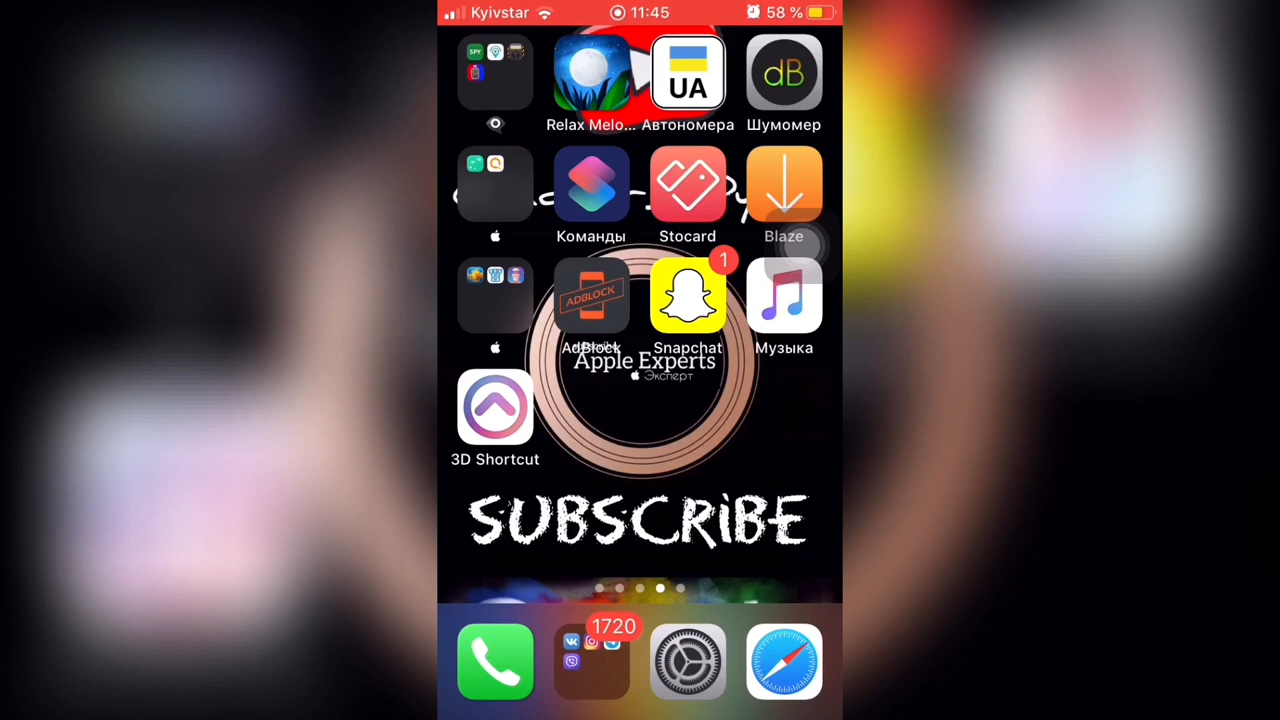 Kyivstar 11:45 58 %
SPY
UA
dB
Relax Melo... Автономера Шумомер
Команды Stocard Blaze
1
ADBLOCK
AdBlock Snapchat Музыка
Apple Experts
Эксперт
3D Shortcut
SUBSCRiBE
1720